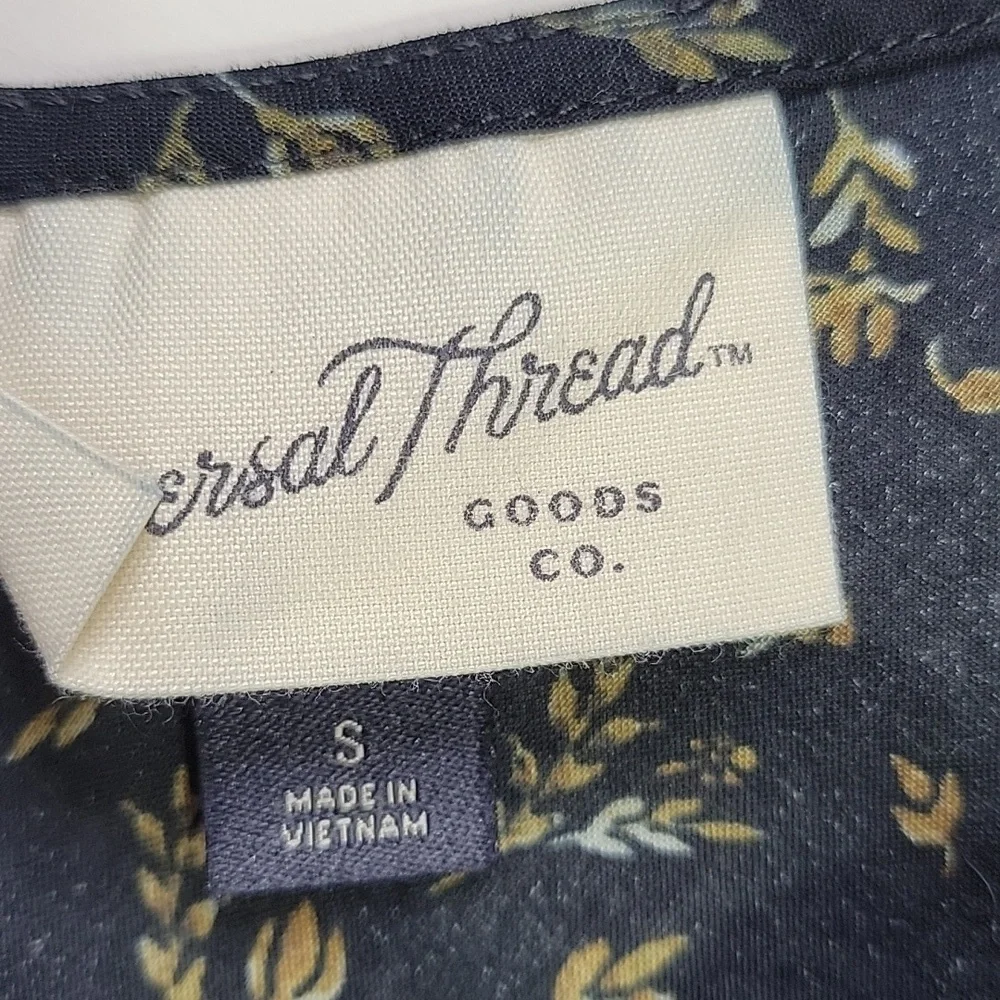 ersal Thread™
GOODS
CO.
S
MADE IN
VIETNAM